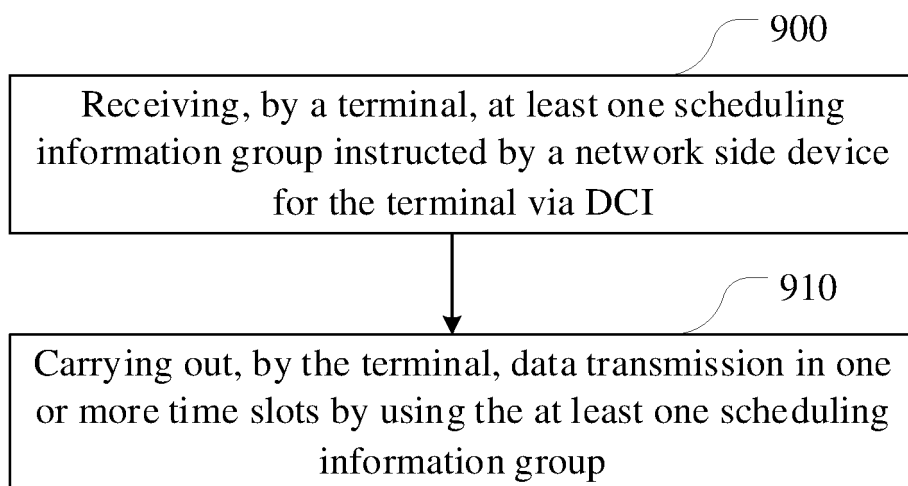 900
Receiving, by a terminal, at least one scheduling
information group instructed by a network side device
for the terminal via DCI
910
Carrying out, by the terminal, data transmission in one
or more time slots by using the at least one scheduling
information group